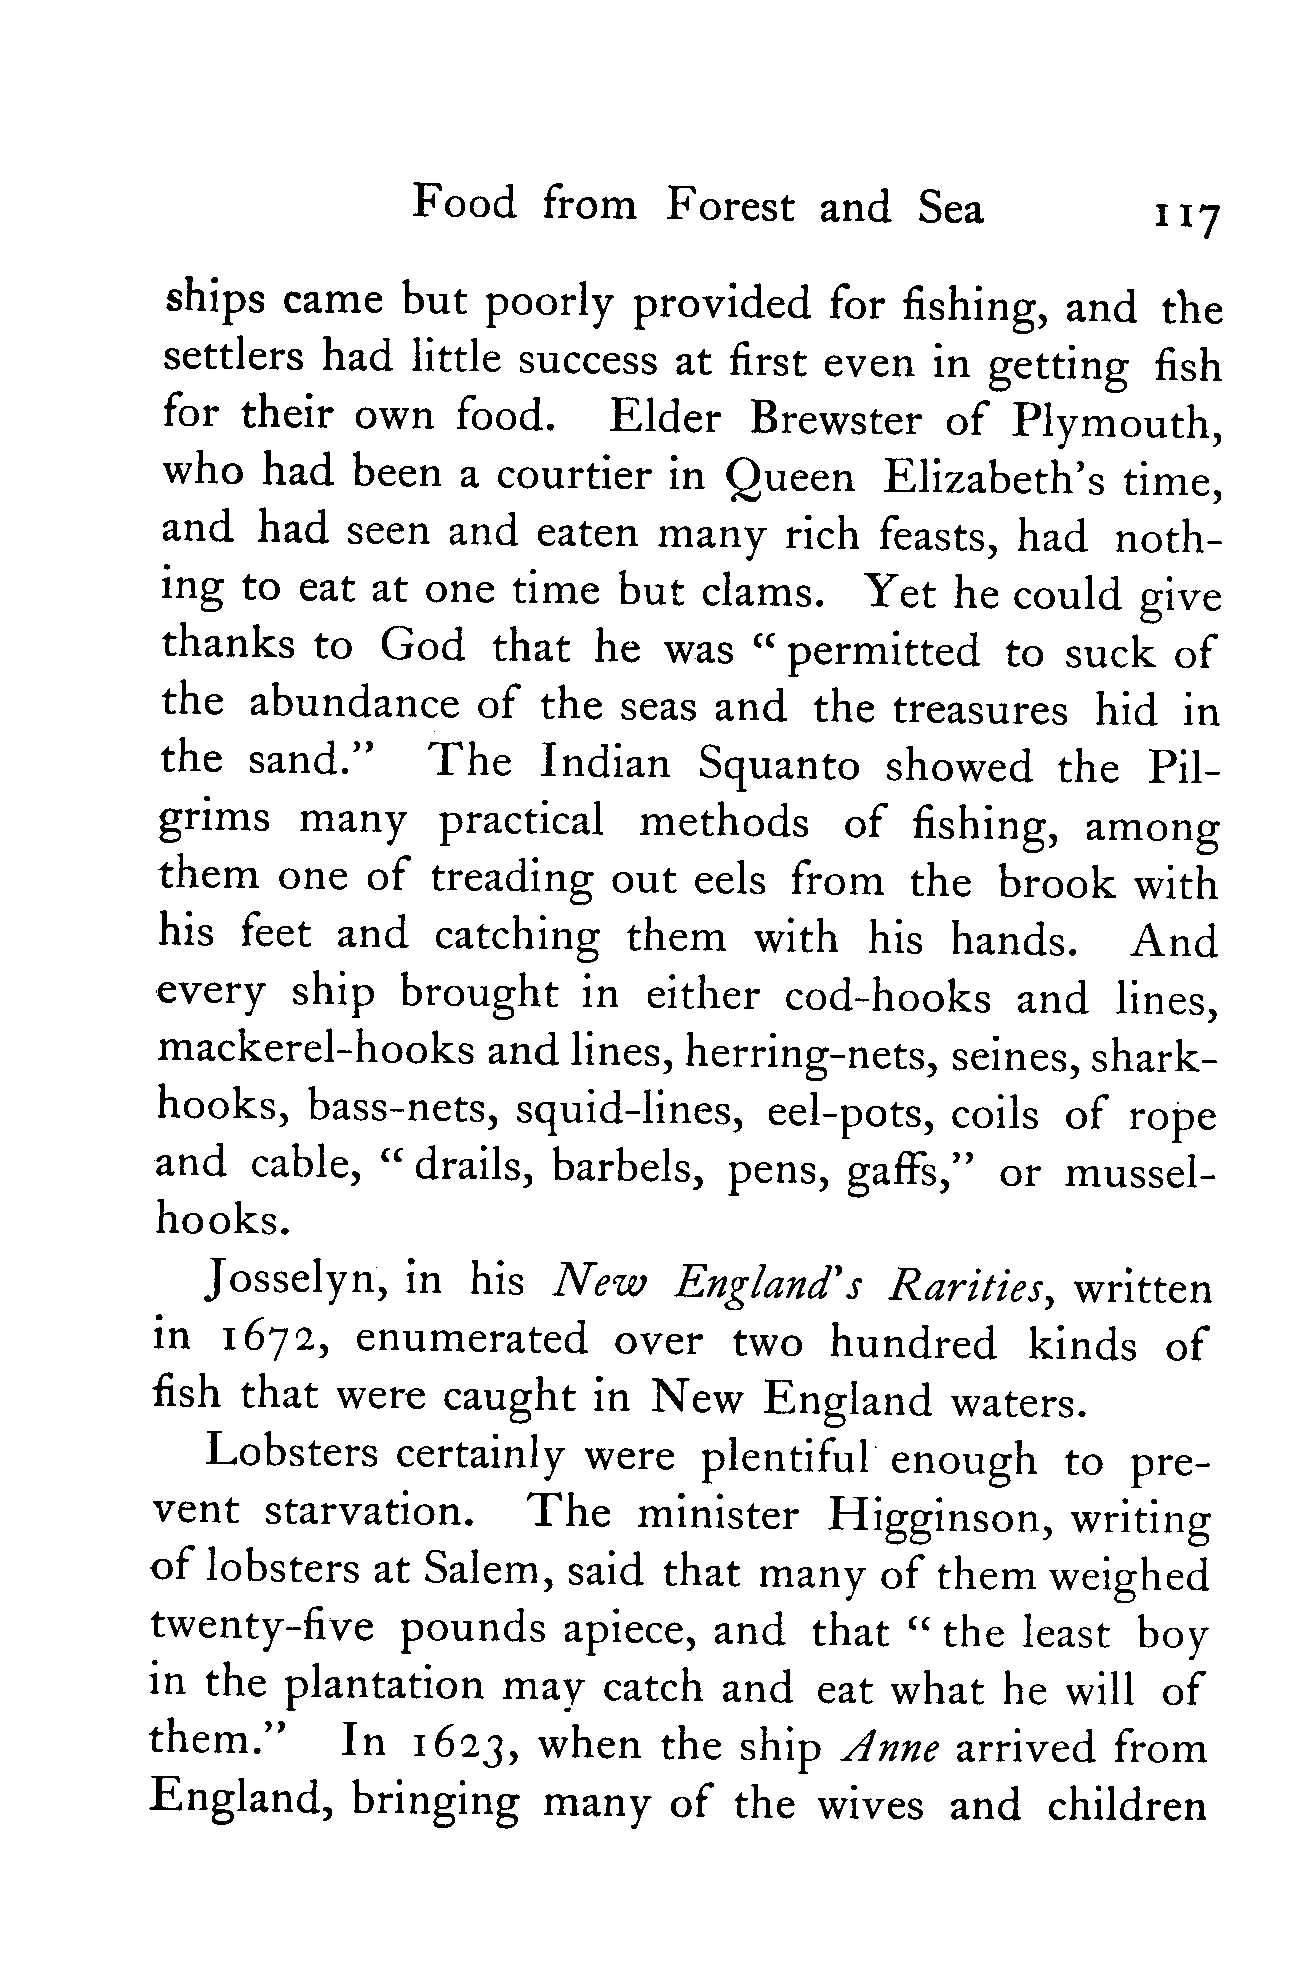 Food from Forest and Sea 117
ships came but poorly provided for fishing, and the
settlers had little success at first even in getting fish
for their own food. Elder Brewster of Plymouth,
who had been a courtier in Queen Elizabeth's time,
and had seen and eaten many rich feasts, had noth-
ing to eat at one time but clams. Yet he could give
thanks to God that he was “ permitted to suck of
the abundance of the seas and the treasures hid in
the sand.” The Indian Squanto showed the Pil-
grims many practical methods of fishing, among
them one of treading out eels from the brook with
his feet and catching them with his hands. And
every ship brought in either cod-hooks and lines,
mackerel-hooks and lines, herring-nets, seines, shark-
hooks, bass-nets, squid-lines, eel-pots, coils of rope
and cable, “ drails, barbels, pens, gaffs,” or mussel-
hooks.
Josselyn, in his New England's Rarities, written
in 1672, enumerated over two hundred kinds of
fish that were caught in New England waters.
Lobsters certainly were plentiful enough to pre-
vent starvation. The minister Higginson, writing
of lobsters at Salem, said that many of them weighed
twenty-five pounds apiece, and that “ the least boy
in the plantation may catch and eat what he will of
them.” In 1623, when the ship Anne arrived from
England, bringing many of the wives and children